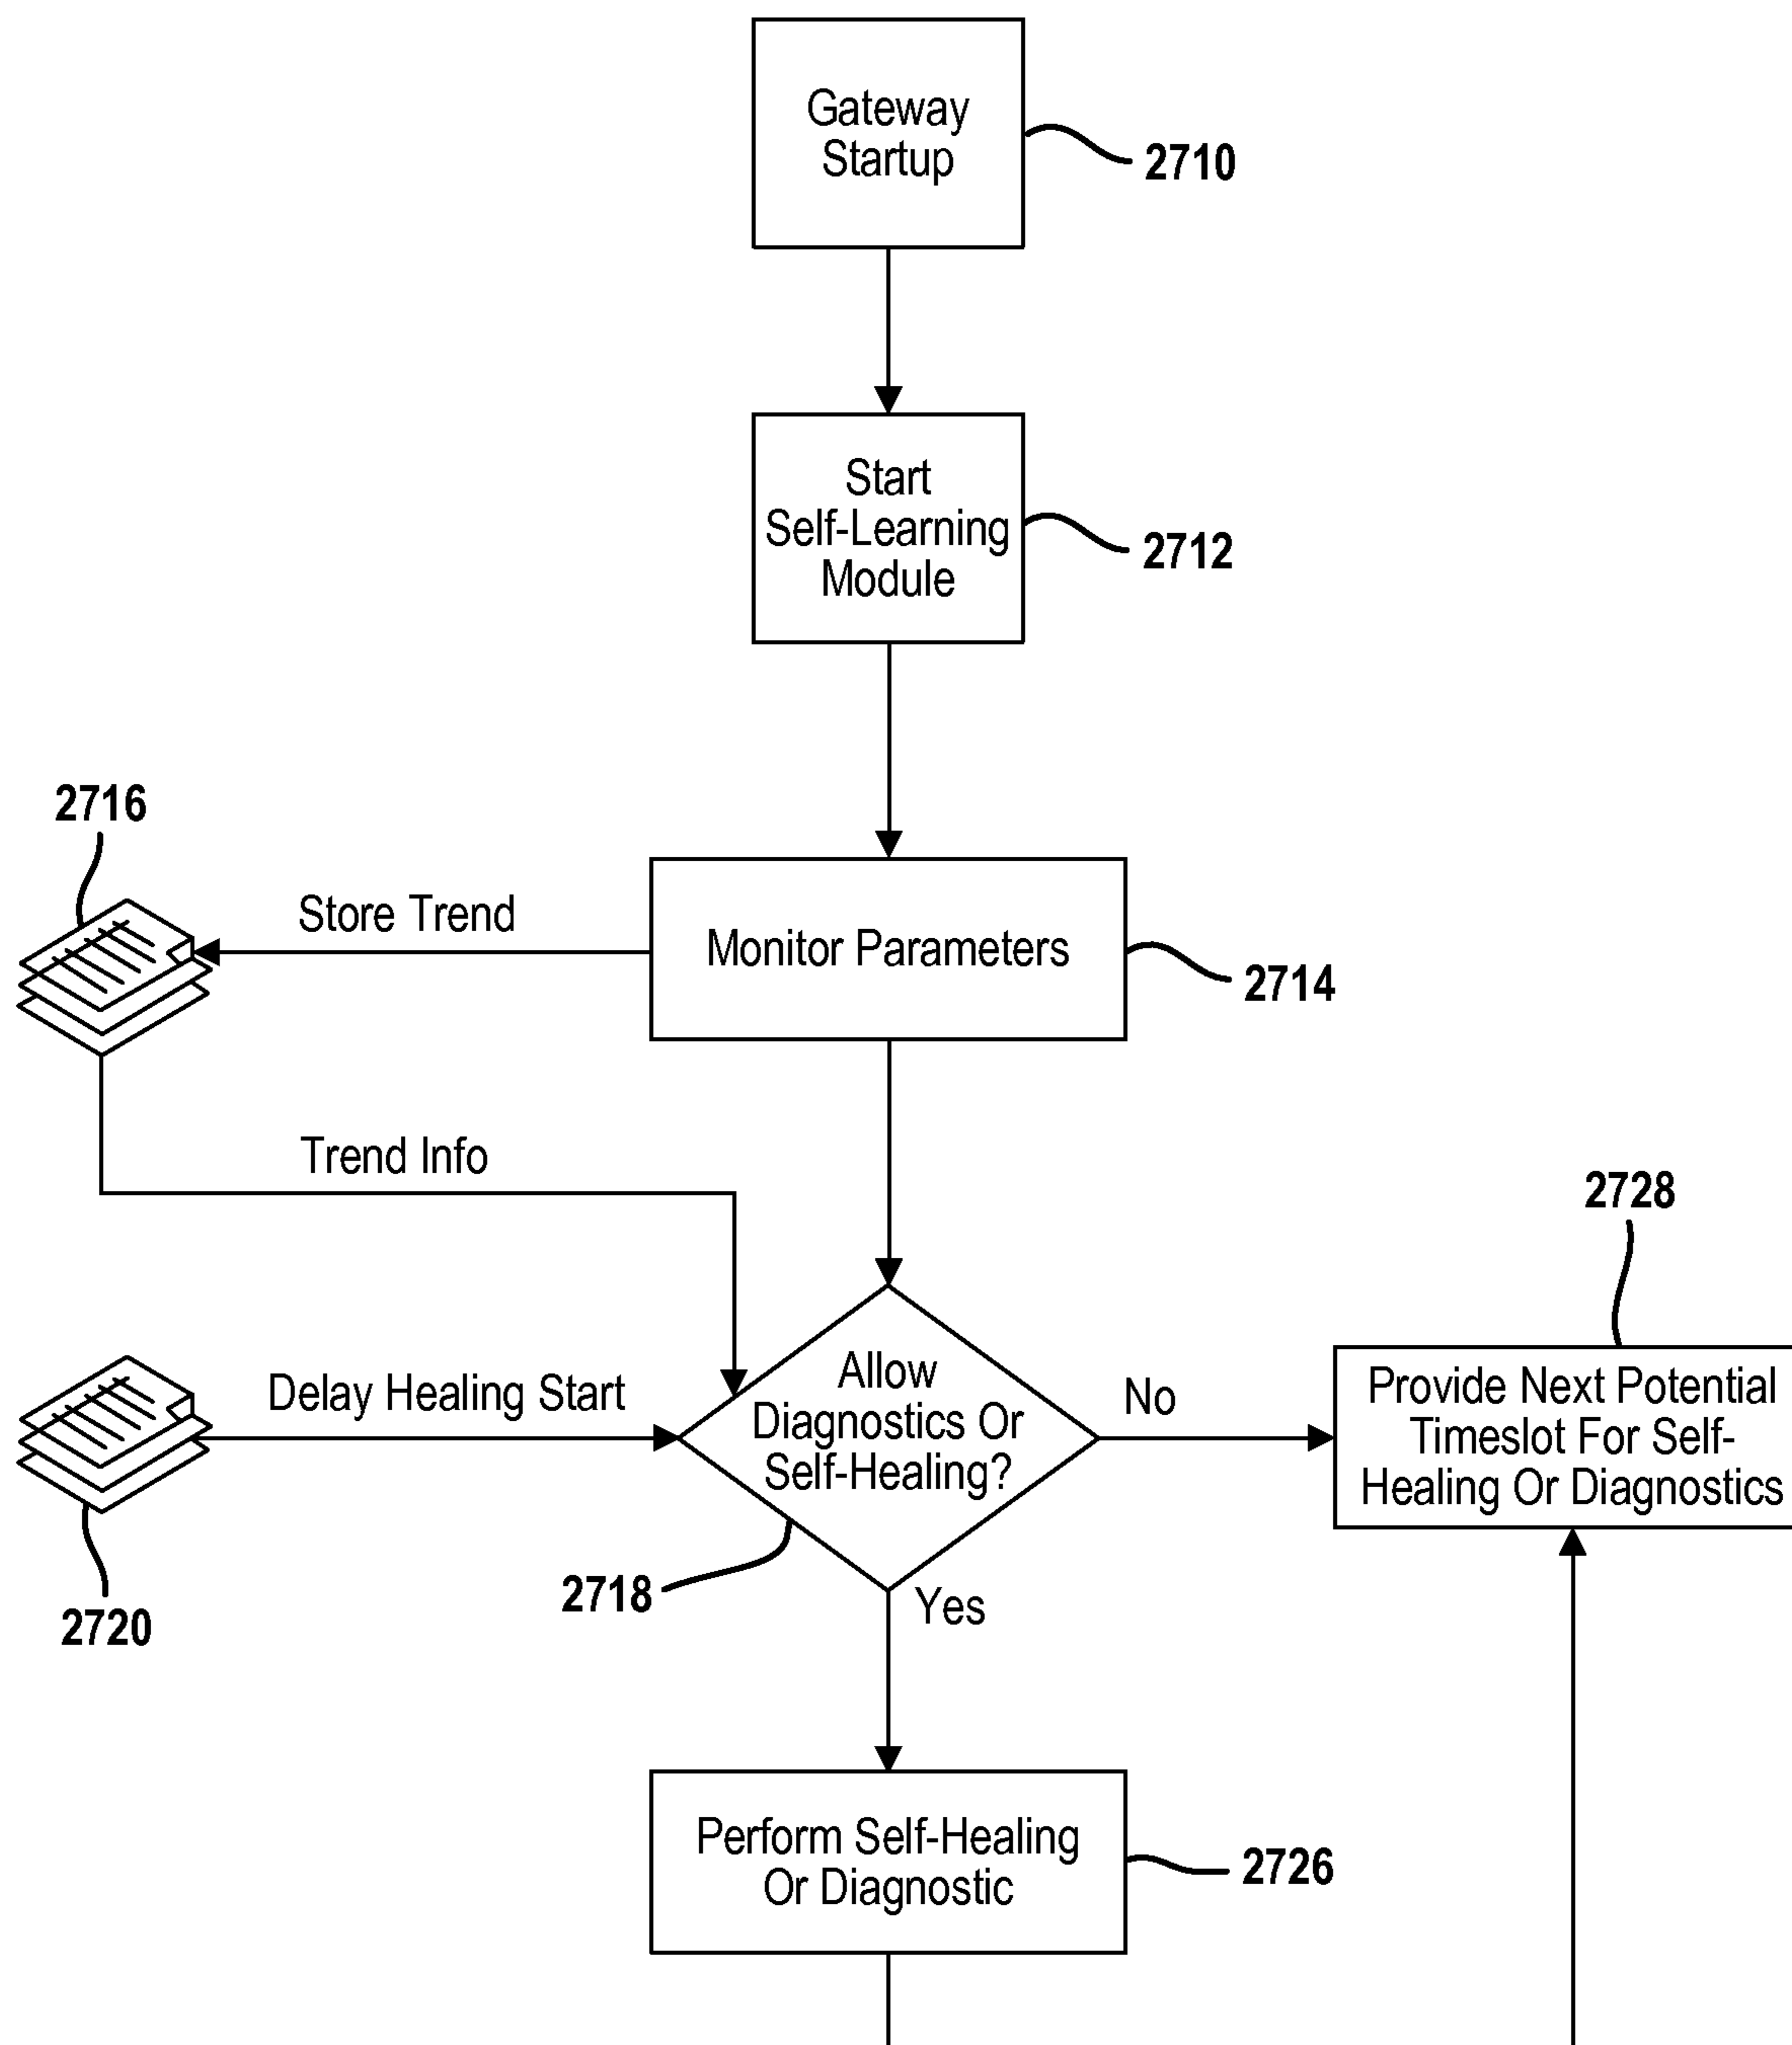 Gateway
Startup
2710
Start
Self-Learning
Module
2712
2716
Store Trend
Monitor Parameters
2714
Trend Info
2728
Delay Healing Start
Allow
Diagnostics Or
Self-Healing?
No
Provide Next Potential
Timeslot For Self-
Healing Or Diagnostics
2718
Yes
2720
Perform Self-Healing
Or Diagnostic
2726